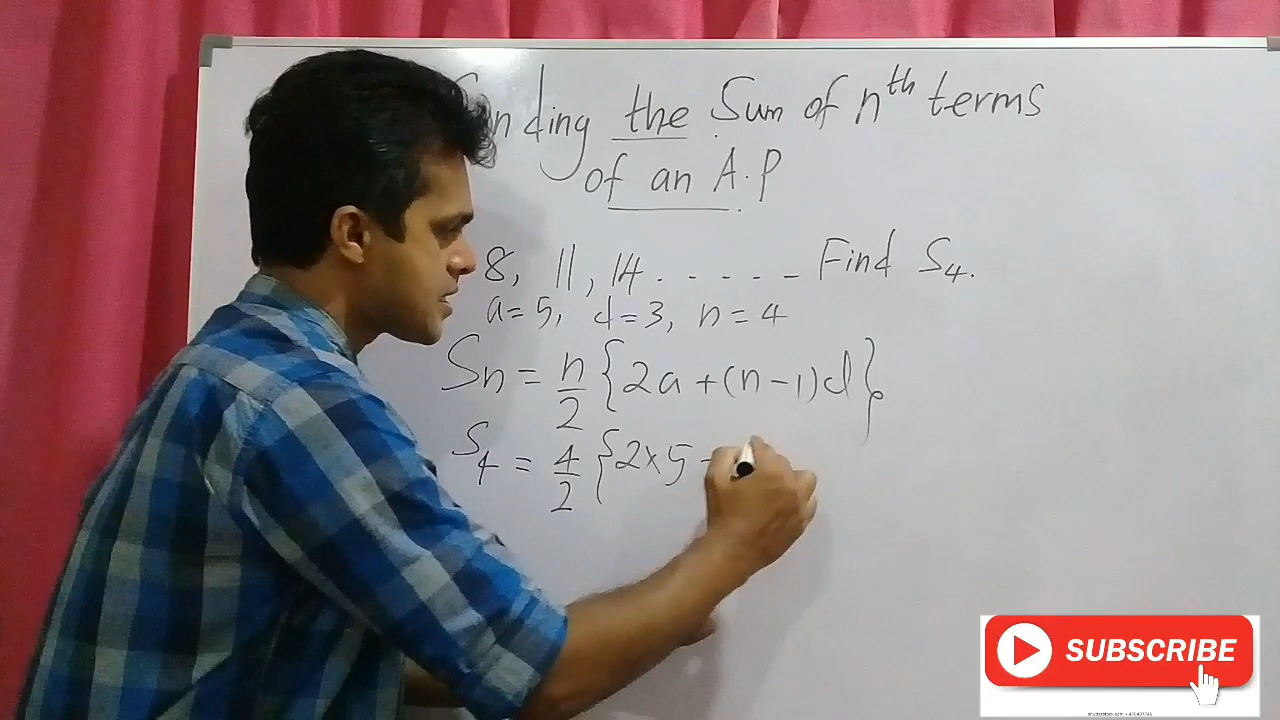 nding the Sum of nth terms
of an A.P
8, 11, 14 . . - - - - Find S4.
a=5, d=3, n=4
Sn = n/2 {2a+(n-1)d}
S4 = 4/2 {2×5
SUBSCRIBE